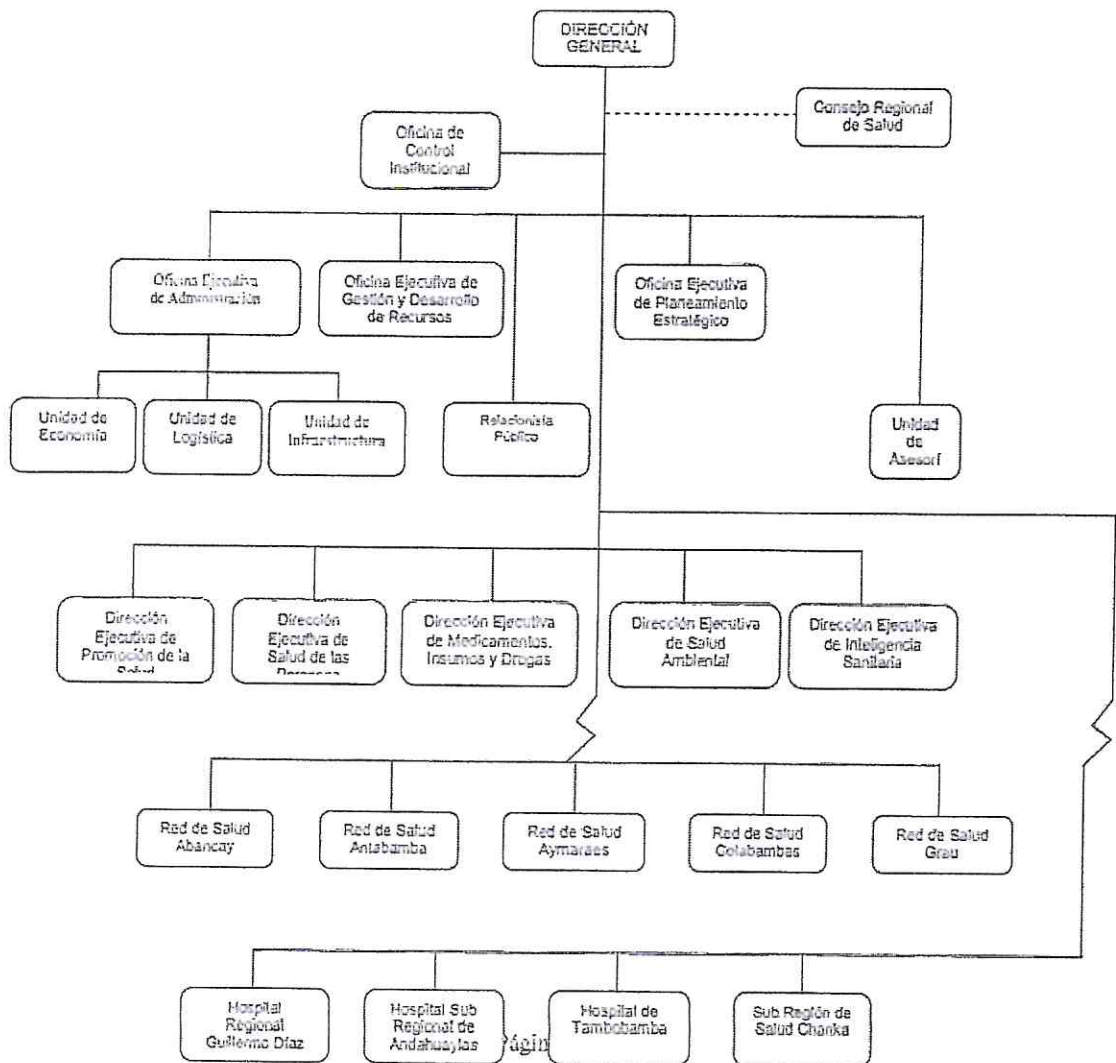 DIRECCIÓN
GENERAL
Consejo Regional
de Salud
Oficina de
Control
Institucional
Oficina Ejecutiva
de Administración
Oficina Ejecutiva de
Gestión y Desarrollo
de Recursos
Oficina Ejecutiva
de Planeamiento
Estratégico
Unidad de
Economía
Unidad de
Logística
Unidad de
Infraestructura
Relacionista
Público
Unidad
de
Asesorí
Dirección
Ejecutiva de
Promoción de la
Salud
Dirección
Ejecutiva de
Salud de las
Dirección Ejecutiva
de Medicamentos,
Insumos y Drogas
Dirección Ejecutiva
de Salud
Ambiental
Dirección Ejecutiva
de Inteligencia
Sanitaria
Red de Salud
Abancay
Red de Salud
Antabamba
Red de Salud
Aymaraes
Red de Salud
Cotabambas
Red de Salud
Grau
Hospital
Regional
Guillermo Díaz
Hospital Sub
Regional de
Andahuaylas
Hospital de
Tambobamba
Sub Región de
Salud Chanka
Págin